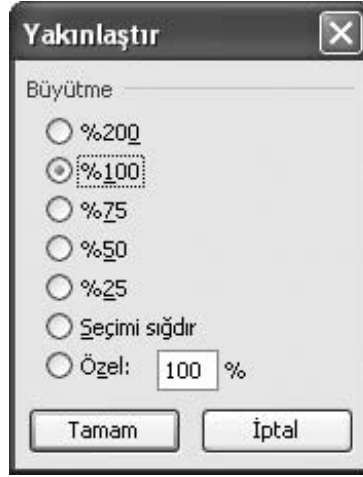 Yakınlaştır
Büyütme
%200
%100
%75
%50
%25
Seçimi sığdır
Özel: 100 %
Tamam İptal